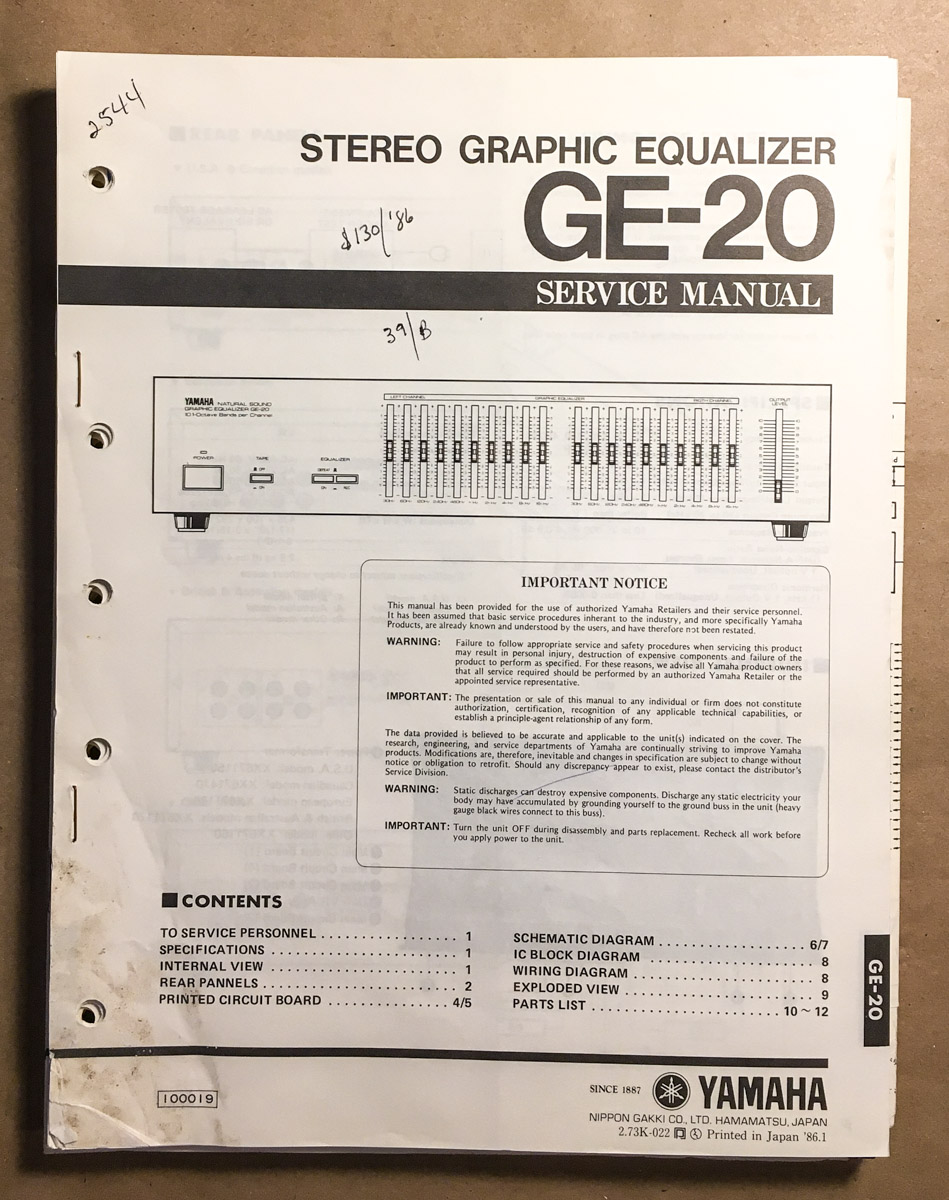 2544
STEREO GRAPHIC EQUALIZER
GE-20
$130/'86
SERVICE MANUAL
39/B
YAMAHA NATURAL SOUND
GRAPHIC EQUALIZER GE-20
10 1-Octave Bands per Channel
LEFT CHANNEL
GRAPHIC EQUALIZER
OUTPUT
LEVEL
POWER
TAPE
EQUALIZER
IMPORTANT NOTICE
This manual has been provided for the use of authorized Yamaha Retailers and their service personnel.
It has been assumed that basic service procedures inherant to the industry, and more specifically Yamaha
Products, are already known and understood by the users, and have therefore not been restated.
WARNING: Failure to follow appropriate service and safety procedures when servicing this product
may result in personal injury, destruction of expensive components and failure of the
product to perform as specified. For these reasons, we advise all Yamaha product owners
that all service required should be performed by an authorized Yamaha Retailer or the
appointed service representative.
IMPORTANT: The presentation or sale of this manual to any individual or firm does not constitute
authorization, certification, recognition of any applicable technical capabilities, or
establish a principle-agent relationship of any form.
The data provided is believed to be accurate and applicable to the unit(s) indicated on the cover. The
research, engineering, and service departments of Yamaha are continually striving to improve Yamaha
products. Modifications are, therefore, inevitable and changes in specification are subject to change without
notice or obligation to retrofit. Should any discrepancy appear to exist, please contact the distributor's
Service Division.
WARNING: Static discharges can destroy expensive components. Discharge any static electricity your
body may have accumulated by grounding yourself to the ground buss in the unit (heavy
gauge black wires connect to this buss).
IMPORTANT: Turn the unit OFF during disassembly and parts replacement. Recheck all work before
you apply power to the unit.
■ CONTENTS
TO SERVICE PERSONNEL . . . . . . . . . . . . . . . . . 1
SPECIFICATIONS . . . . . . . . . . . . . . . . . . . . . . . 1
INTERNAL VIEW . . . . . . . . . . . . . . . . . . . . . . . 1
REAR PANNELS . . . . . . . . . . . . . . . . . . . . . . . . 2
PRINTED CIRCUIT BOARD . . . . . . . . . . . . . . 4/5
SCHEMATIC DIAGRAM . . . . . . . . . . . . . . . . . . 6/7
IC BLOCK DIAGRAM . . . . . . . . . . . . . . . . . . . . 8
WIRING DIAGRAM . . . . . . . . . . . . . . . . . . . . . . 8
EXPLODED VIEW . . . . . . . . . . . . . . . . . . . . . . . 9
PARTS LIST . . . . . . . . . . . . . . . . . . . . . . . 10 ~ 12
GE-20
100019
SINCE 1887 YAMAHA
NIPPON GAKKI CO., LTD. HAMAMATSU, JAPAN
2.73K-022 Printed in Japan '86.1